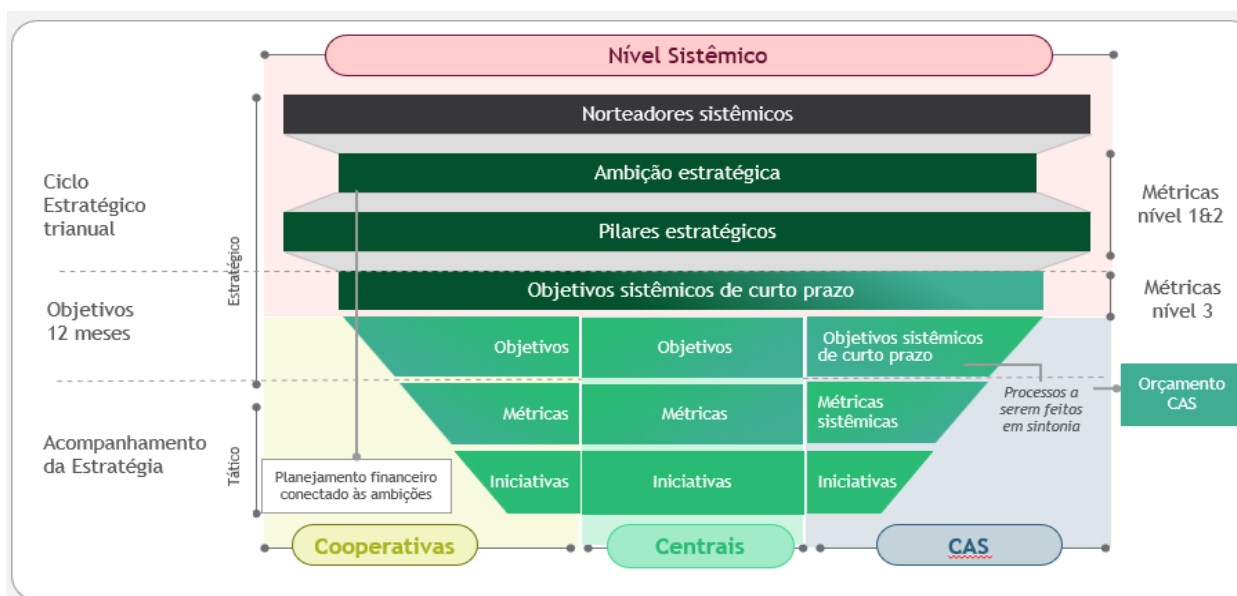 Nível Sistêmico
Norteadores sistêmicos
Ambição estratégica
Pilares estratégicos
Objetivos sistêmicos de curto prazo
Ciclo
Estratégico
trianual
Objetivos
12 meses
Acompanhamento
da Estratégia
Estratégico
Tático
Métricas
nível 1&2
Métricas
nível 3
Objetivos
Objetivos
Objetivos sistêmicos
de curto prazo
Métricas
Métricas
Métricas
sistêmicas
Iniciativas
Iniciativas
Iniciativas
Processos a
serem feitos
em sintonia
Orçamento
CAS
Planejamento financeiro
conectado às ambições
Cooperativas
Centrais
CAS